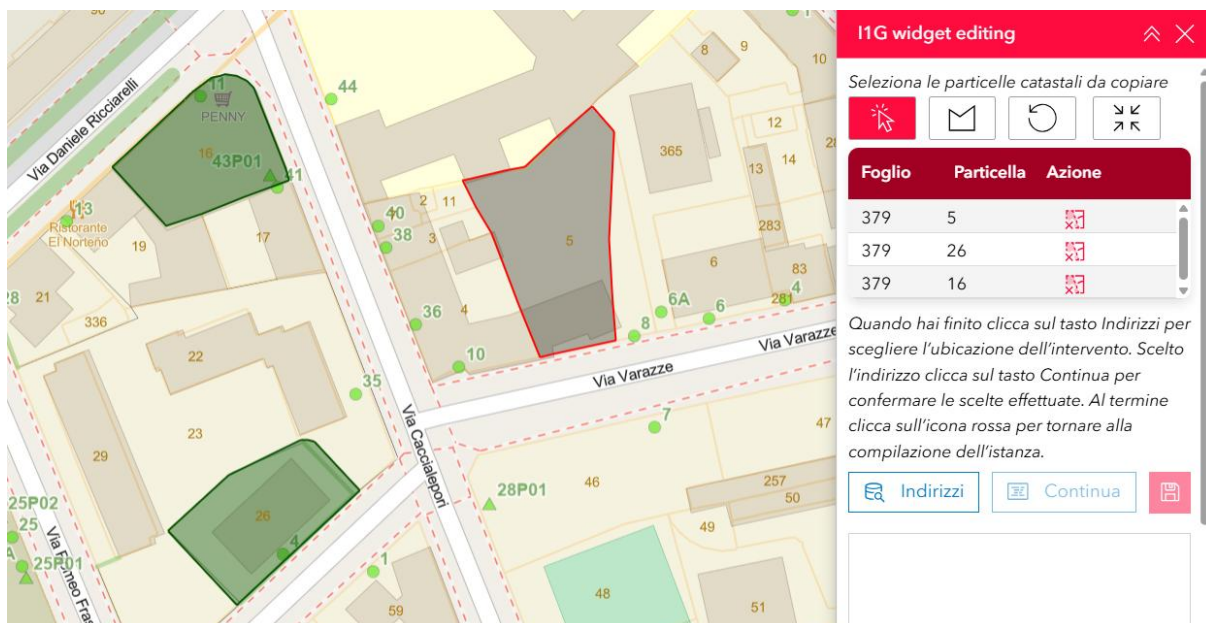 I1G widget editing
Seleziona le particelle catastali da copiare
Foglio Particella Azione
379 5
379 26
379 16
Quando hai finito clicca sul tasto Indirizzi per
scegliere l'ubicazione dell'intervento. Scelto
l'indirizzo clicca sul tasto Continua per
confermare le scelte effettuate. Al termine
clicca sull'icona rossa per tornare alla
compilazione dell'istanza.
Indirizzi
Continua
Via Daniele Ricciarelli
11
PENNY
16
43P01
41
13
Ristorante
El Norteño
19
17
21
336
22
23
29
35
26
4
25P02
25
25P01
1
59
44
40
38
2
11
3
4
36
10
5
365
8
9
10
12
13
14
283
6
83
281
4
6A
6
8
Via Varazze
Via Varazze
Via Caccialepori
7
47
46
257
50
28P01
49
48
51